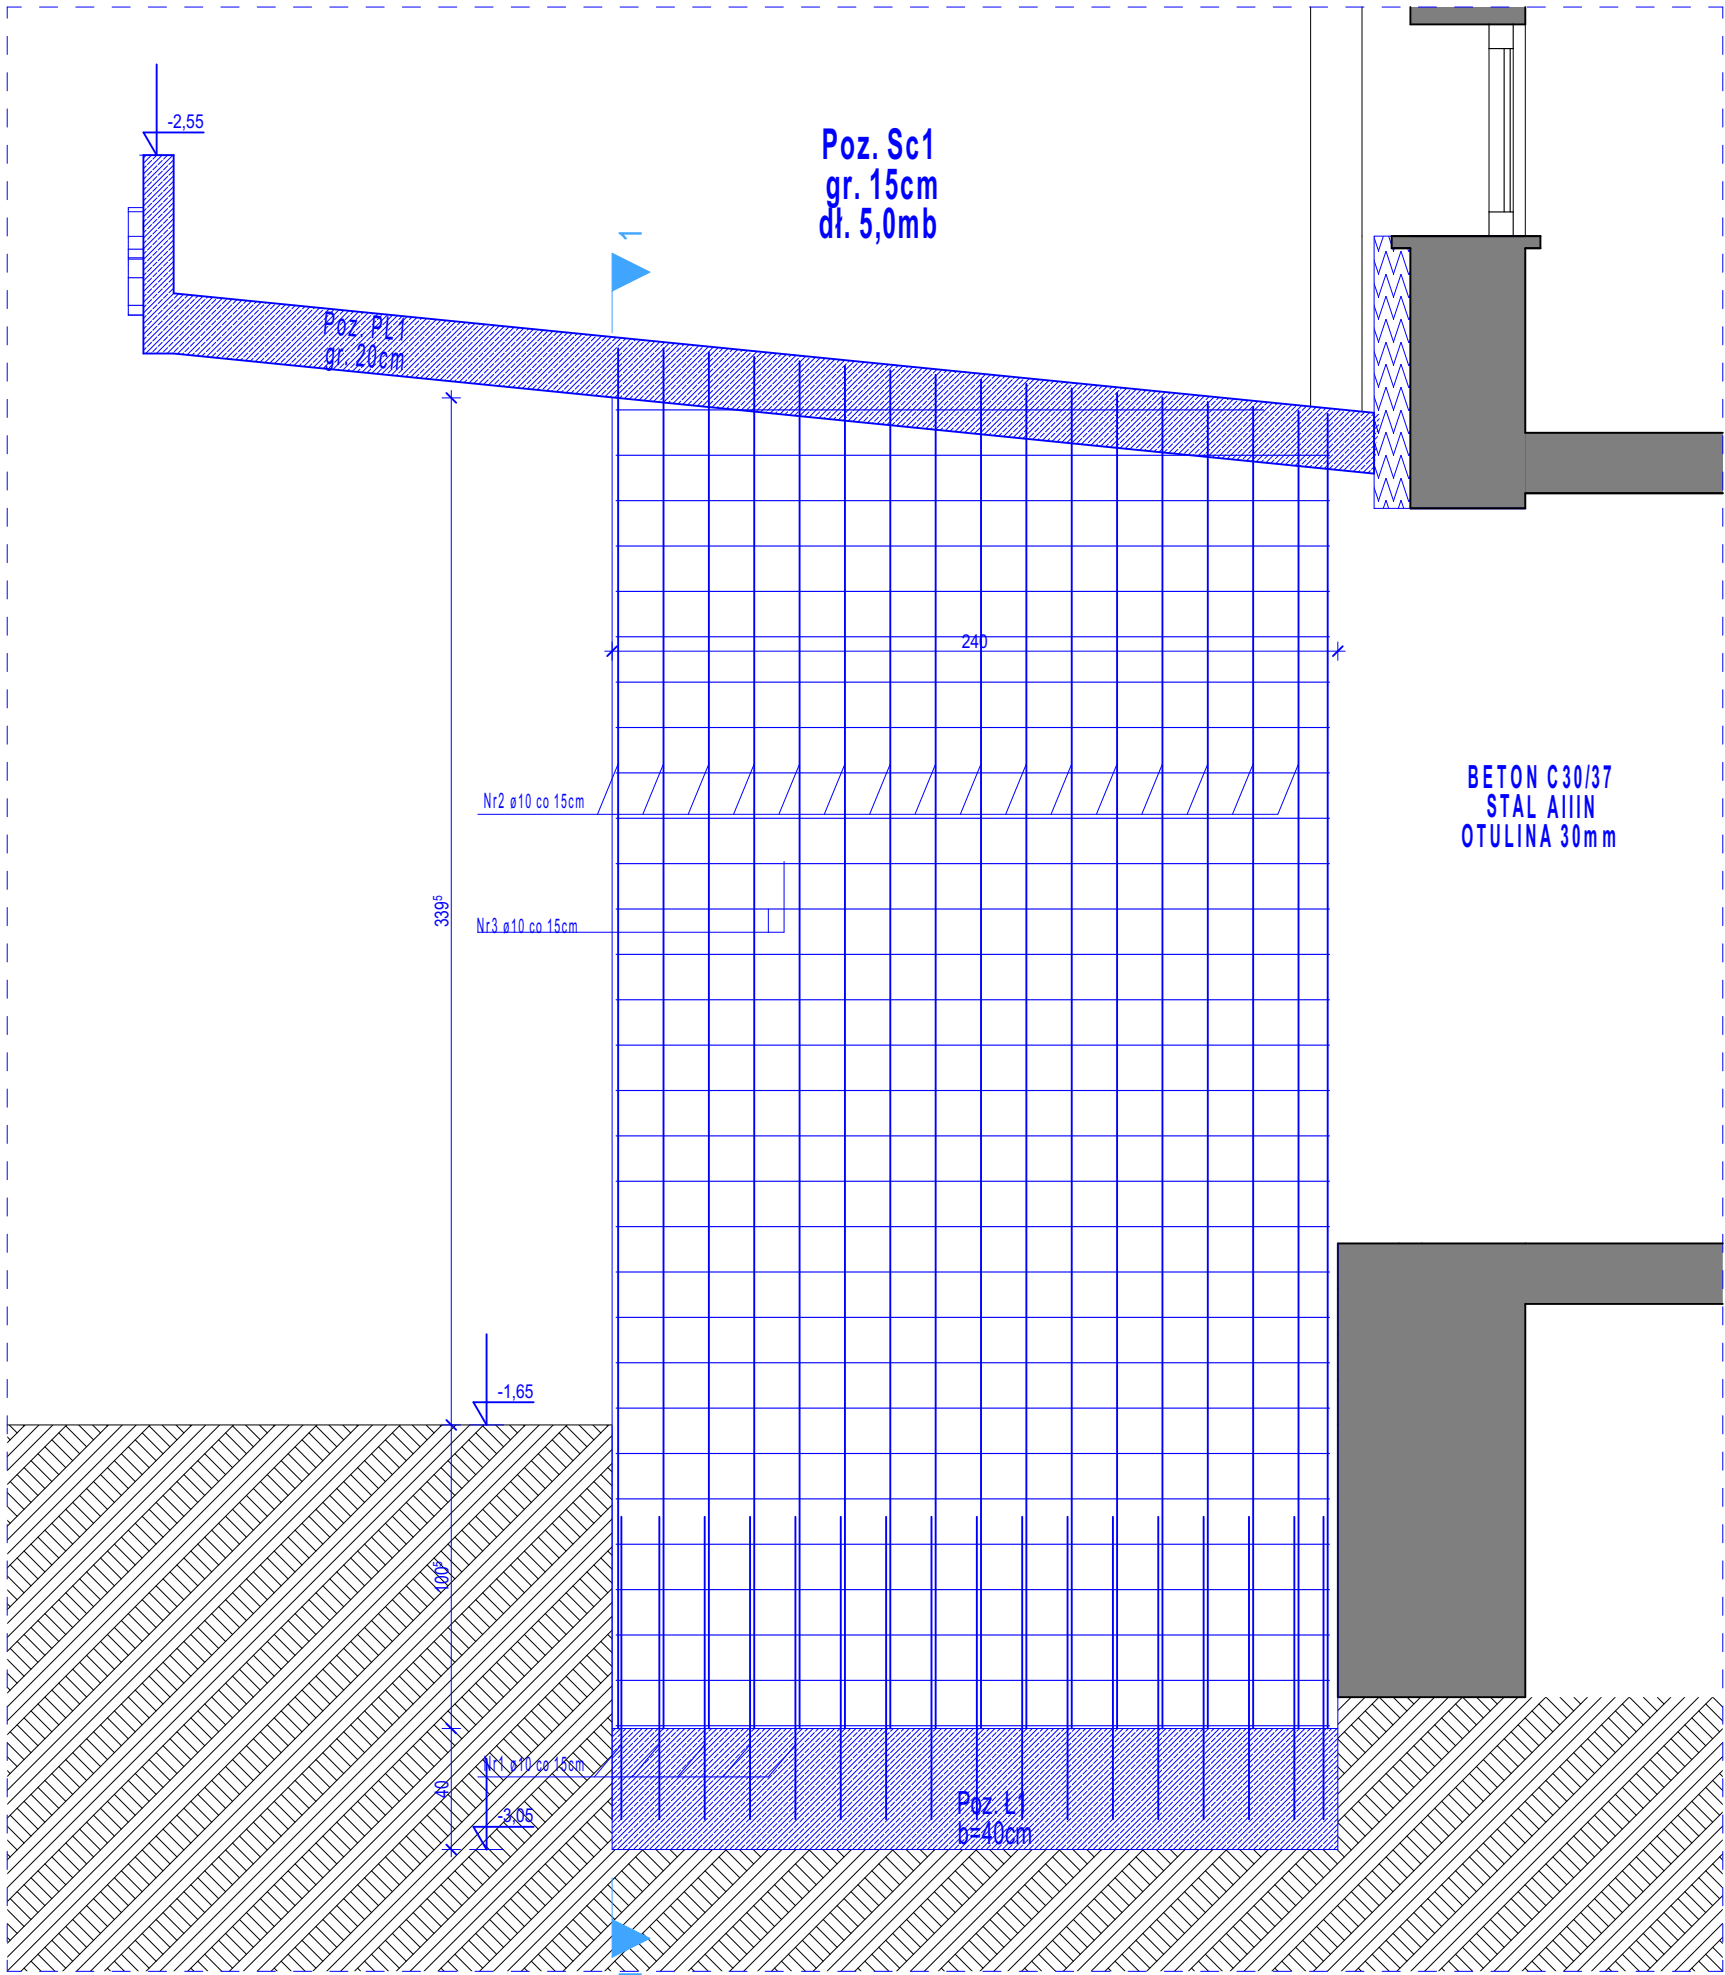 -2,55
Poz. Sc1
gr. 15cm
dł. 5,0mb
1
Poz. PL1
gr. 20cm
240
BETON C30/37
STAL AIIIN
OTULINA 30mm
Nr2 ø10 co 15cm
339⁵
Nr3 ø10 co 15cm
-1,65
100⁵
Nr1 ø10 co 15cm
40
-3,05
Poz. L1
b=40cm